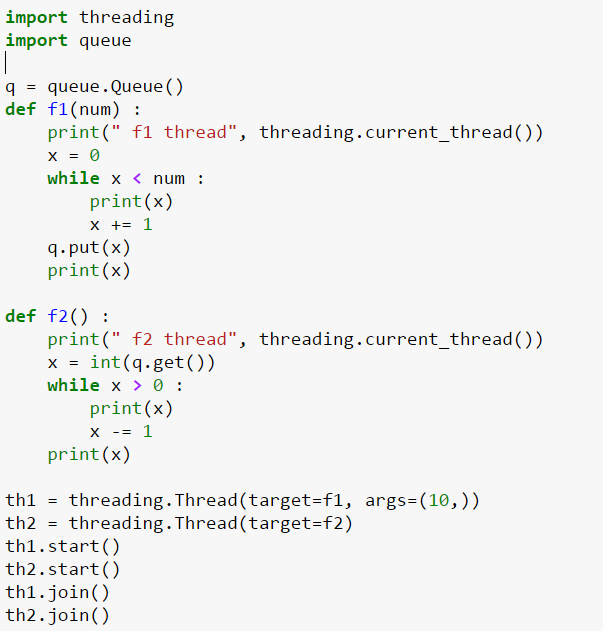 import threading
import queue
q = queue.Queue()
def f1(num) :
    print(" f1 thread", threading.current_thread())
    x = 0
    while x < num :
        print(x)
        x += 1
    q.put(x)
    print(x)
def f2() :
    print(" f2 thread", threading.current_thread())
    x = int(q.get())
    while x > 0 :
        print(x)
        x -= 1
    print(x)
th1 = threading.Thread(target=f1, args=(10,))
th2 = threading.Thread(target=f2)
th1.start()
th2.start()
th1.join()
th2.join()